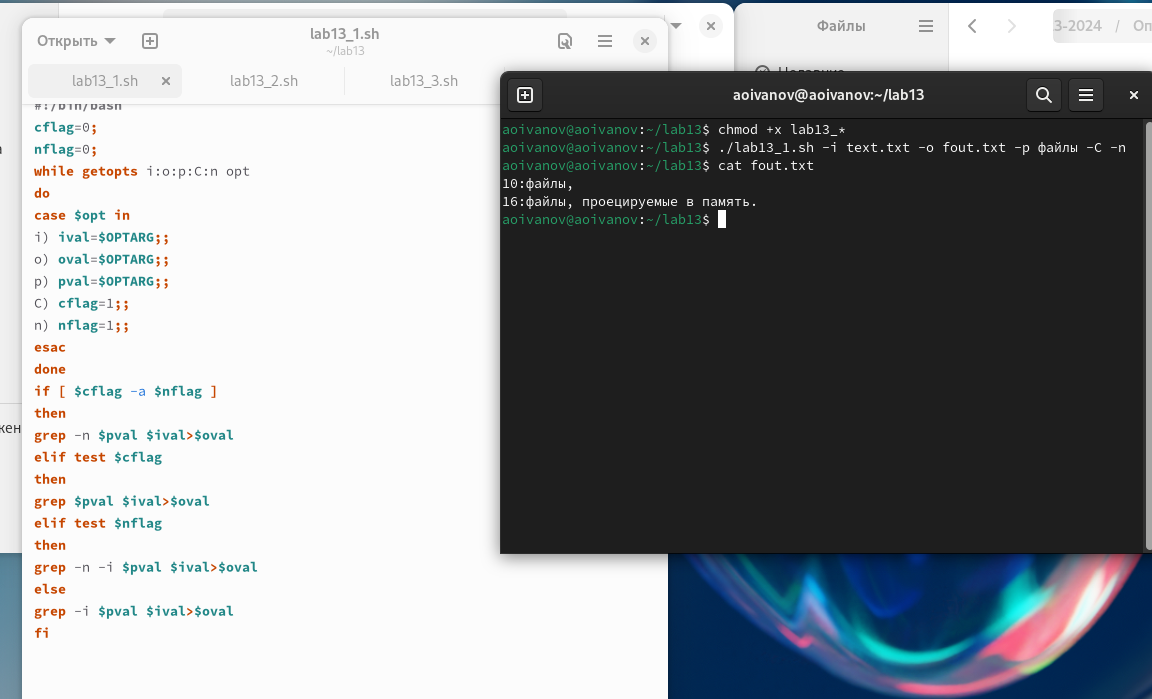 Открыть
lab13_1.sh
~/lab13
lab13_1.sh
lab13_2.sh
lab13_3.sh
#!/bin/bash
cflag=0;
nflag=0;
while getopts i:o:p:C:n opt
do
case $opt in
i) ival=$OPTARG;;
o) oval=$OPTARG;;
p) pval=$OPTARG;;
C) cflag=1;;
n) nflag=1;;
esac
done
if [ $cflag -a $nflag ]
then
grep -n $pval $ival>$oval
elif test $cflag
then
grep $pval $ival>$oval
elif test $nflag
then
grep -n -i $pval $ival>$oval
else
grep -i $pval $ival>$oval
fi
Файлы
3-2024 / Оп
aoivanov@aoivanov:~/lab13
aoivanov@aoivanov:~/lab13$ chmod +x lab13_*
aoivanov@aoivanov:~/lab13$ ./lab13_1.sh -i text.txt -o fout.txt -p файлы -C -n
aoivanov@aoivanov:~/lab13$ cat fout.txt
10:файлы,
16:файлы, проецируемые в память.
aoivanov@aoivanov:~/lab13$